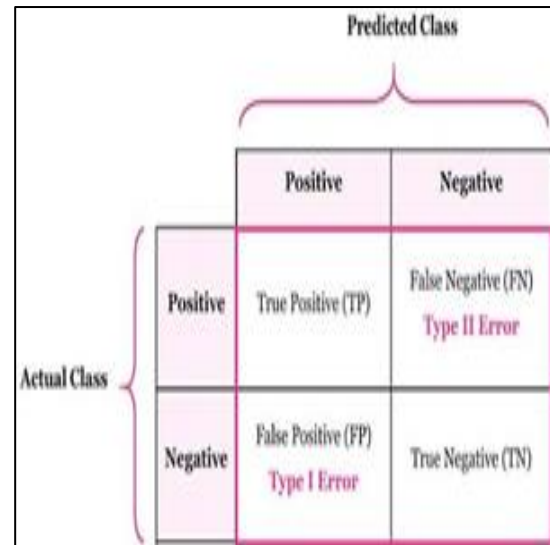 Predicted Class
Positive
Negative
Positive
True Positive (TP)
False Negative (FN)
Type II Error
Actual Class
Negative
False Positive (FP)
Type I Error
True Negative (TN)